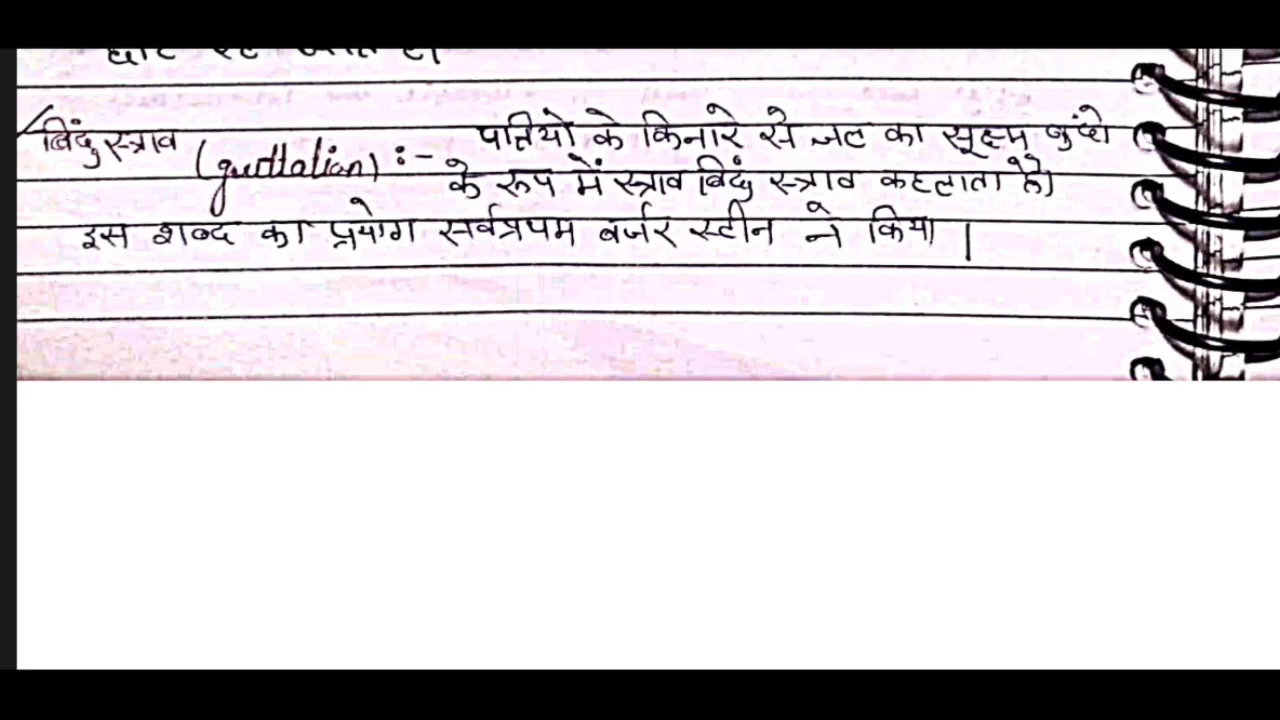 बिंदु स्त्राव (guttation) :- पत्तियों के किनारे से जल का सूक्ष्म बुंदो
के रूप में स्त्राव बिंदु स्त्राव कहलाता है।
इस शब्द का प्रयोग सर्वप्रथम बर्जर स्टीन ने किया।